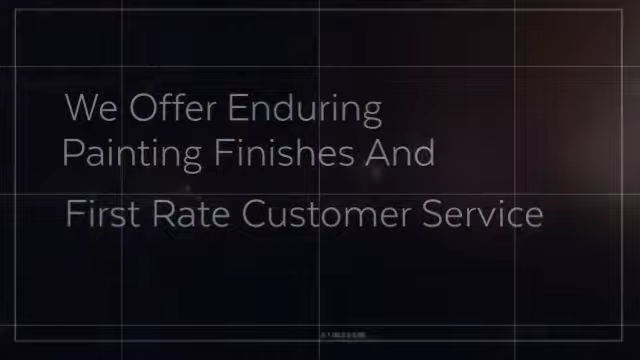 We Offer Enduring
Painting Finishes And
First Rate Customer Service